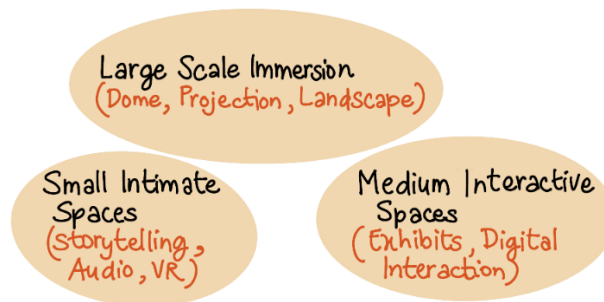 Large Scale Immersion
(Dome, Projection, Landscape)
Small Intimate
Spaces
(Storytelling,
Audio, VR)
Medium Interactive
Spaces
(Exhibits, Digital
Interaction)